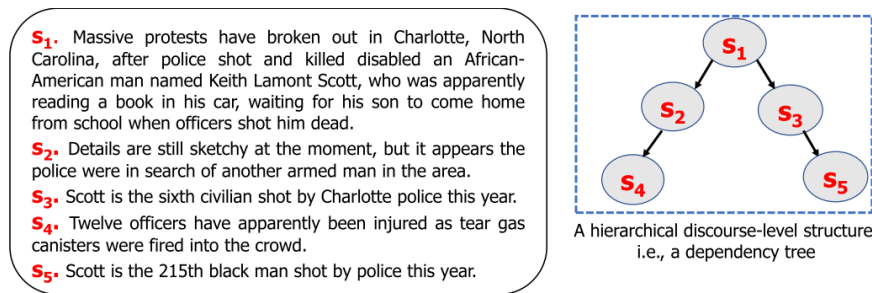 S1. Massive protests have broken out in Charlotte, North
Carolina, after police shot and killed disabled an African-
American man named Keith Lamont Scott, who was apparently
reading a book in his car, waiting for his son to come home
from school when officers shot him dead.
S2. Details are still sketchy at the moment, but it appears the
police were in search of another armed man in the area.
S3. Scott is the sixth civilian shot by Charlotte police this year.
S4. Twelve officers have apparently been injured as tear gas
canisters were fired into the crowd.
S5. Scott is the 215th black man shot by police this year.
S1
S2
S3
S4
S5
A hierarchical discourse-level structure
i.e., a dependency tree